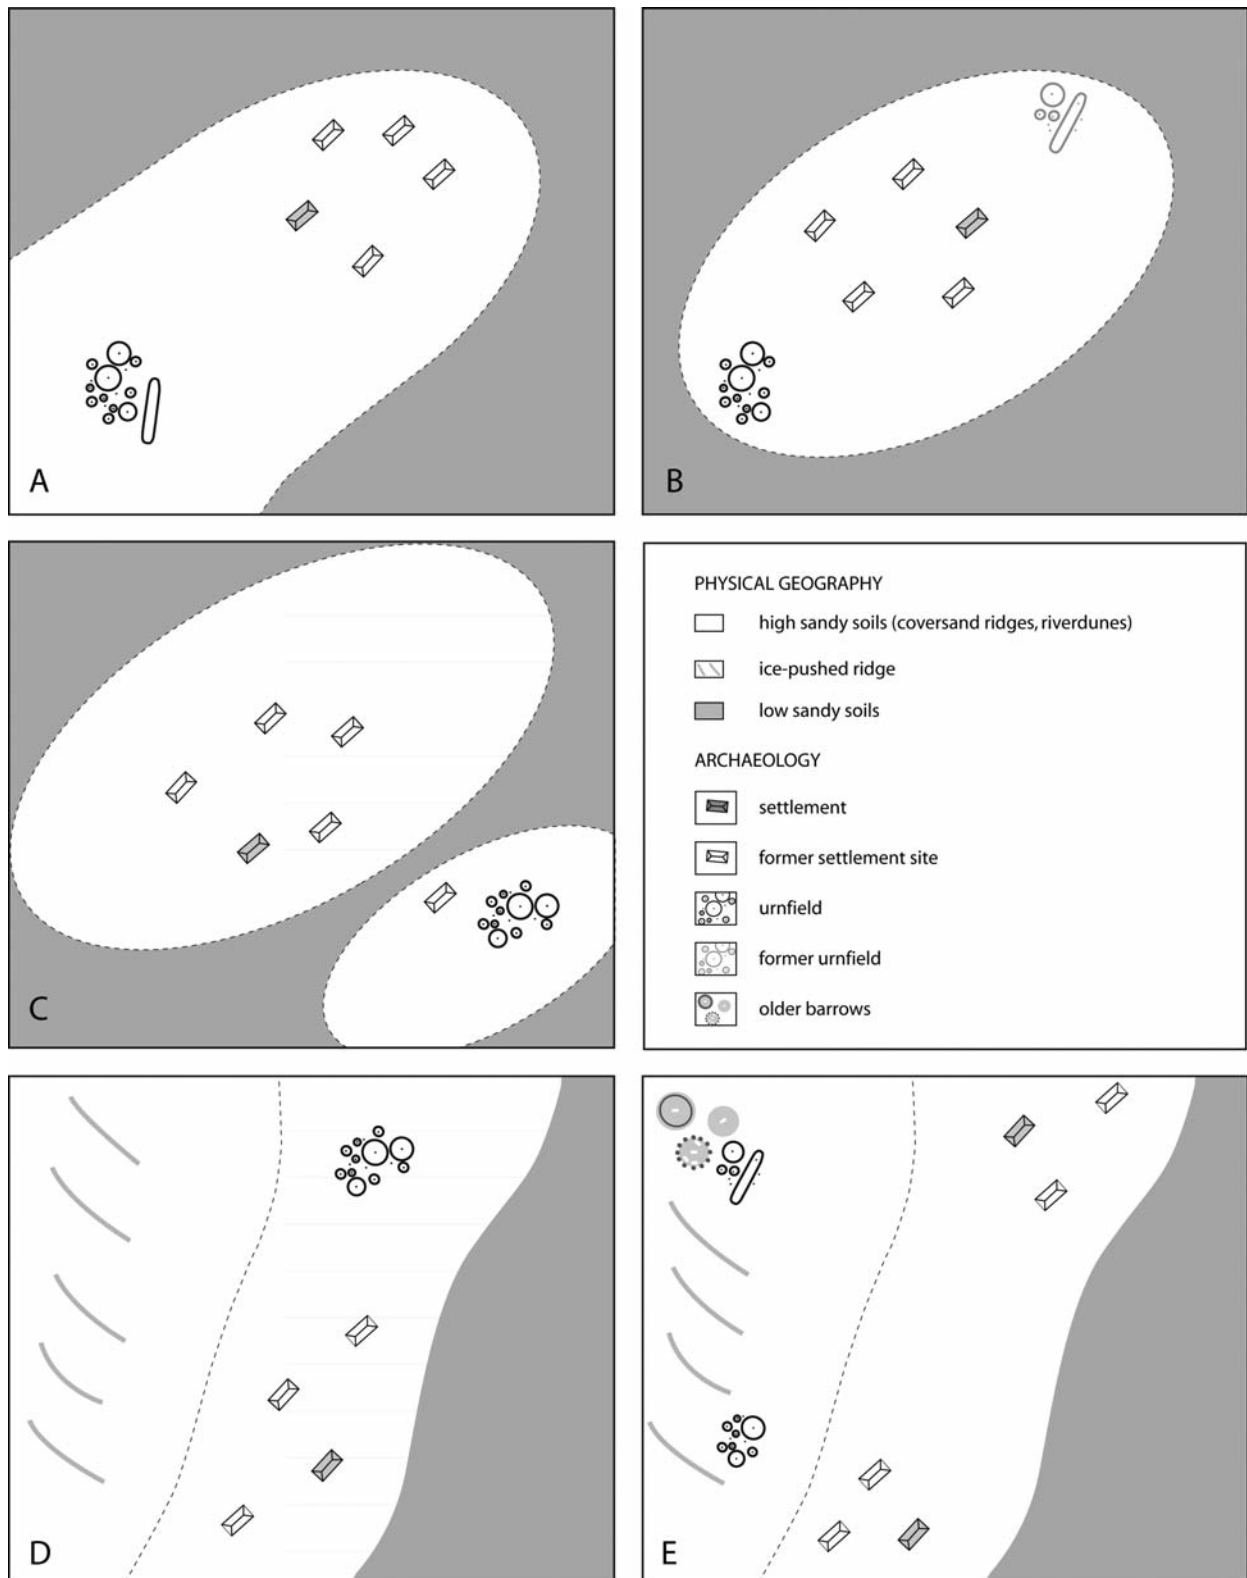 A
B
C
PHYSICAL GEOGRAPHY
high sandy soils (coversand ridges, riverdunes)
ice-pushed ridge
low sandy soils
ARCHAEOLOGY
settlement
former settlement site
urnfield
former urnfield
older barrows
D
E